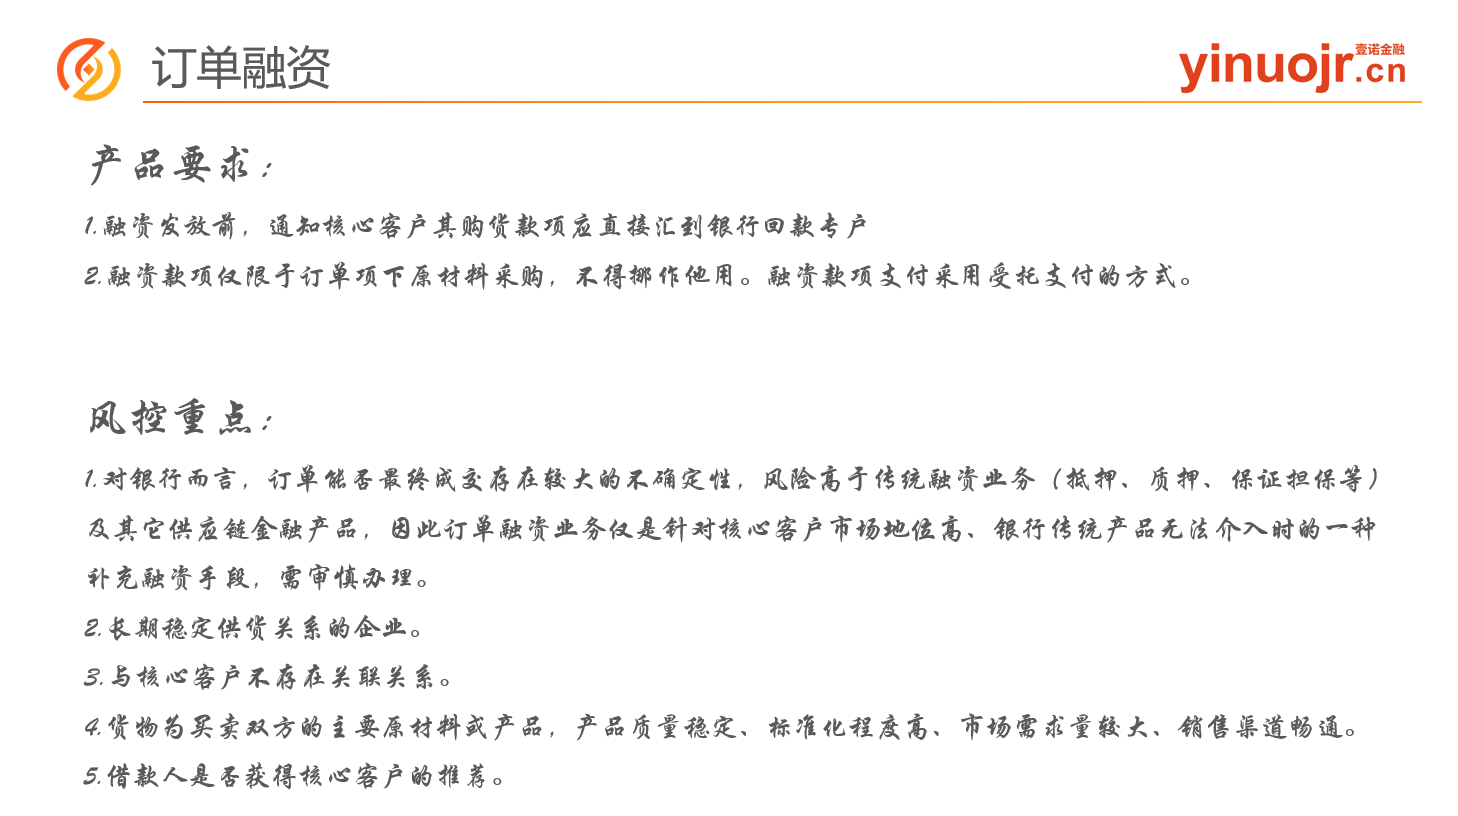 订单融资
壹诺金融
yinuojr.cn
产品要求：
1.融资发放前，通知核心客户其购货款项应直接汇到银行回款专户
2.融资款项仅限于订单项下原材料采购，不得挪作他用。融资款项支付采用受托支付的方式。
风控重点：
1.对银行而言，订单能否最终成交存在较大的不确定性，风险高于传统融资业务（抵押、质押、保证担保等）
及其它供应链金融产品，因此订单融资业务仅是针对核心客户市场地位高、银行传统产品无法介入时的一种
补充融资手段，需审慎办理。
2.长期稳定供货关系的企业。
3.与核心客户不存在关联关系。
4.货物为买卖双方的主要原材料或产品，产品质量稳定、标准化程度高、市场需求量较大、销售渠道畅通。
5.借款人是否获得核心客户的推荐。